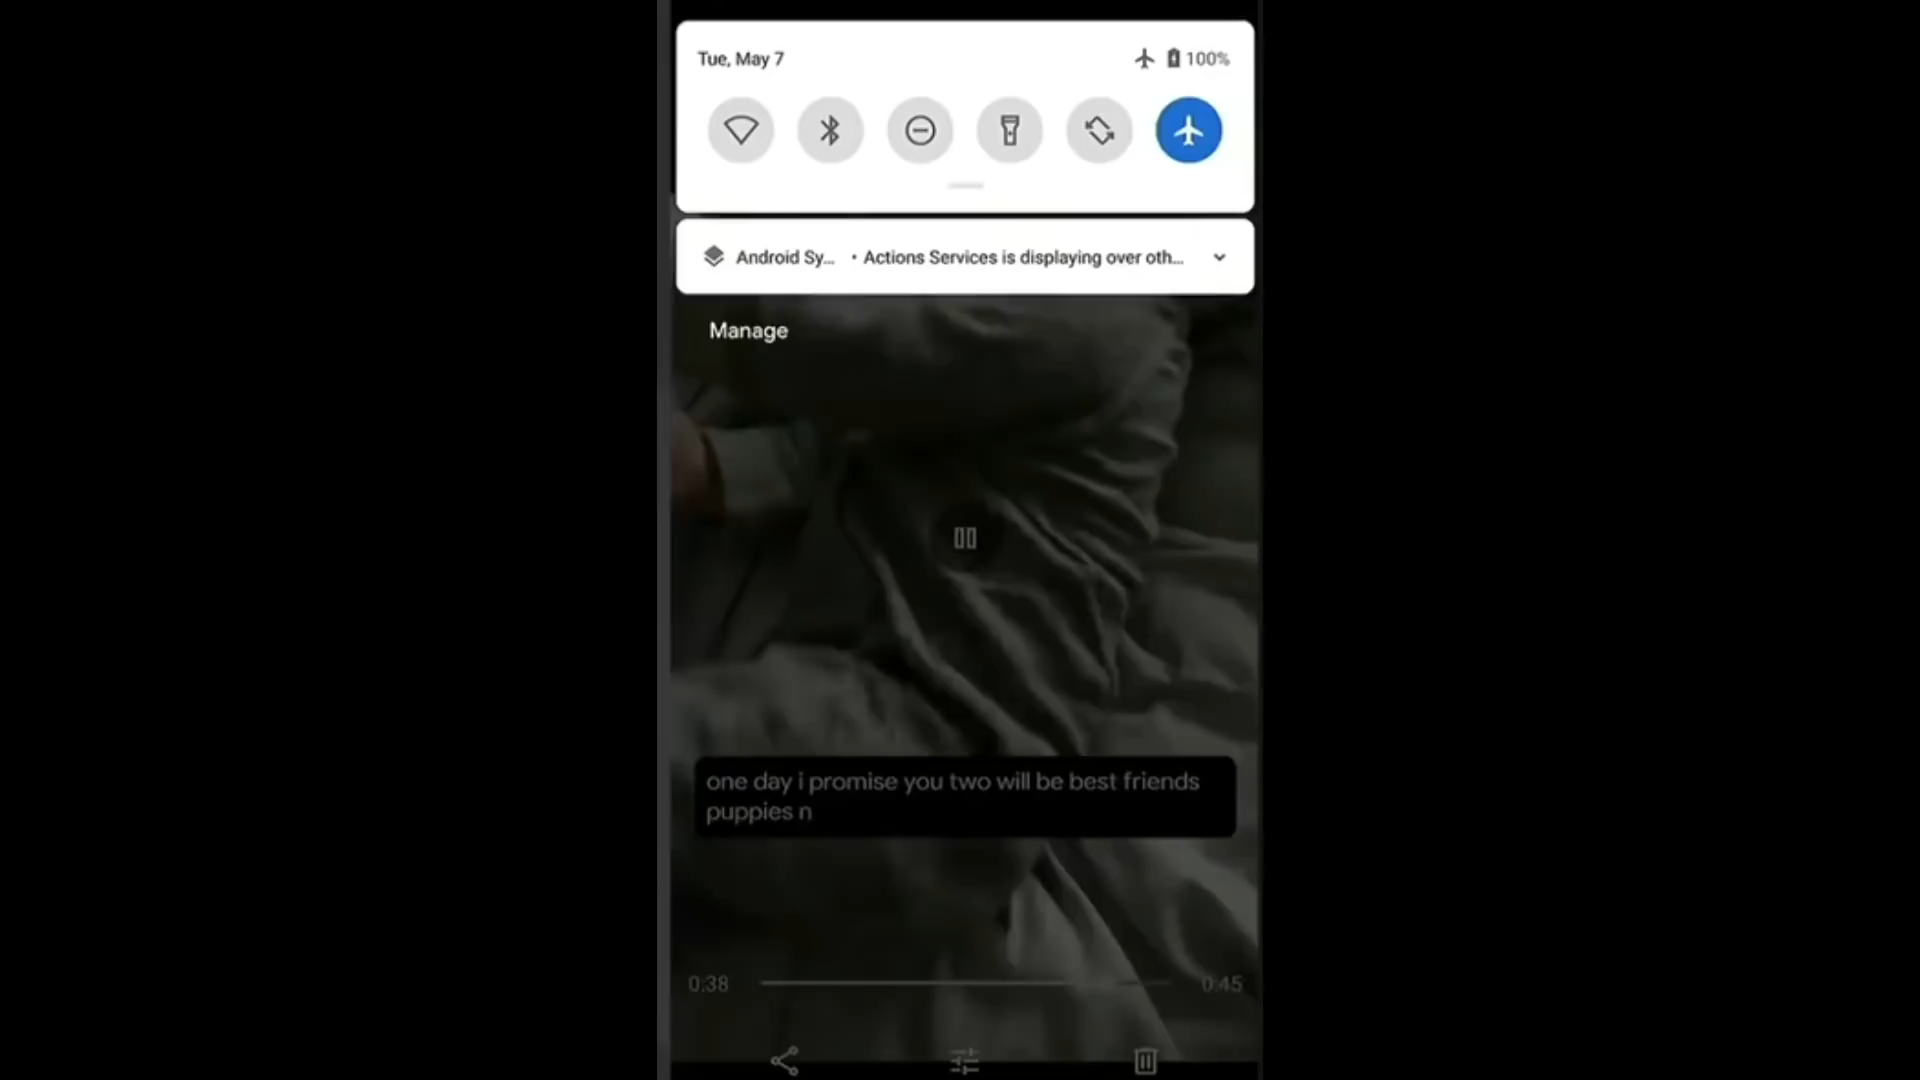 Tue, May 7
100%
Android Sy... • Actions Services is displaying over oth...
Manage
one day i promise you two will be best friends
puppies n
0:38
0:45